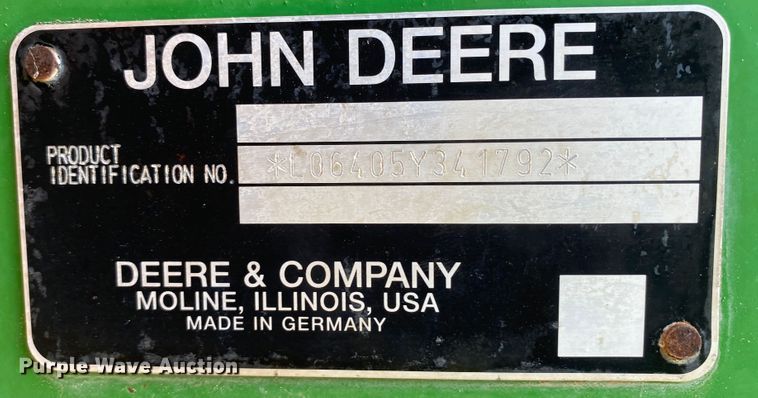 JOHN DEERE
PRODUCT
IDENTIFICATION NO.
*L06405Y341792*
DEERE & COMPANY
MOLINE, ILLINOIS, USA
MADE IN GERMANY
Purple Wave Auction